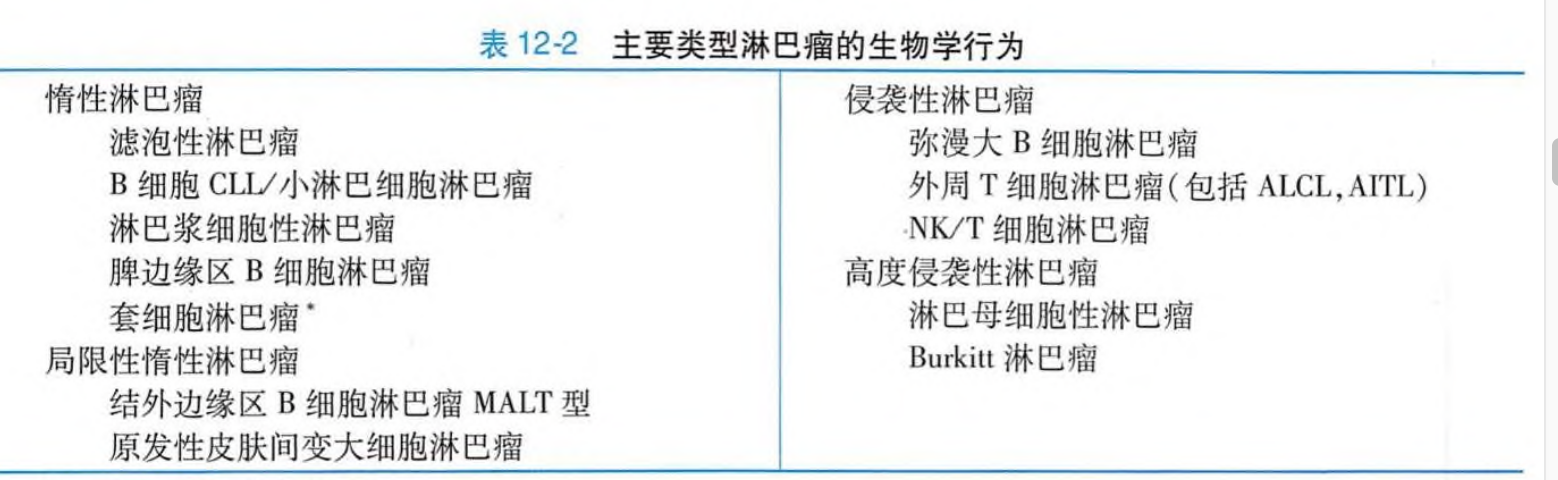 表 12-2 主要类型淋巴瘤的生物学行为
惰性淋巴瘤
滤泡性淋巴瘤
B 细胞 CLL/小淋巴细胞淋巴瘤
淋巴浆细胞性淋巴瘤
脾边缘区 B 细胞淋巴瘤
套细胞淋巴瘤*
局限性惰性淋巴瘤
结外边缘区 B 细胞淋巴瘤 MALT 型
原发性皮肤间变大细胞淋巴瘤
侵袭性淋巴瘤
弥漫大 B 细胞淋巴瘤
外周 T 细胞淋巴瘤(包括 ALCL,AITL)
NK/T 细胞淋巴瘤
高度侵袭性淋巴瘤
淋巴母细胞性淋巴瘤
Burkitt 淋巴瘤